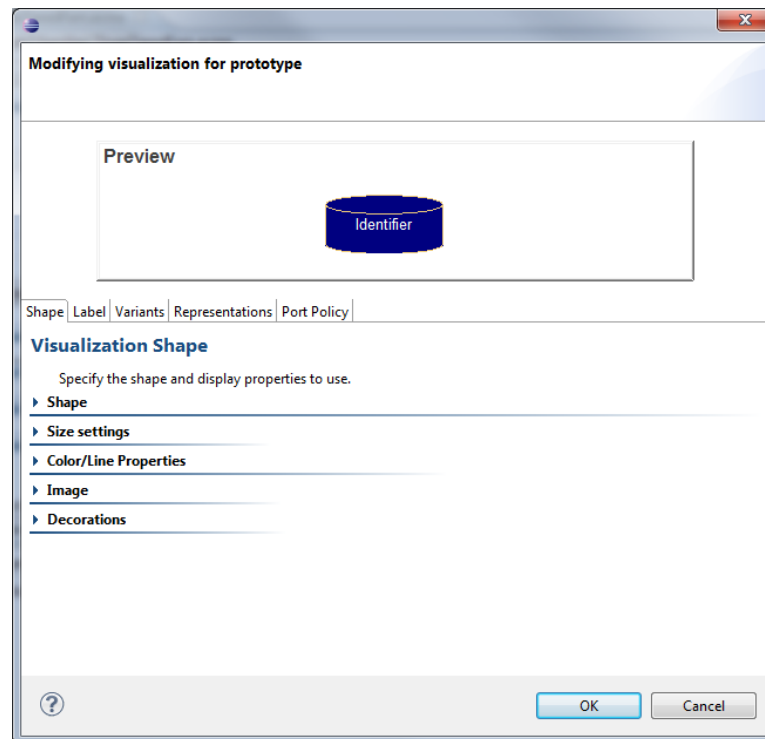 Modifying visualization for prototype
Preview
Identifier
Shape Label Variants Representations Port Policy
Visualization Shape
Specify the shape and display properties to use.
Shape
Size settings
Color/Line Properties
Image
Decorations
?
OK Cancel